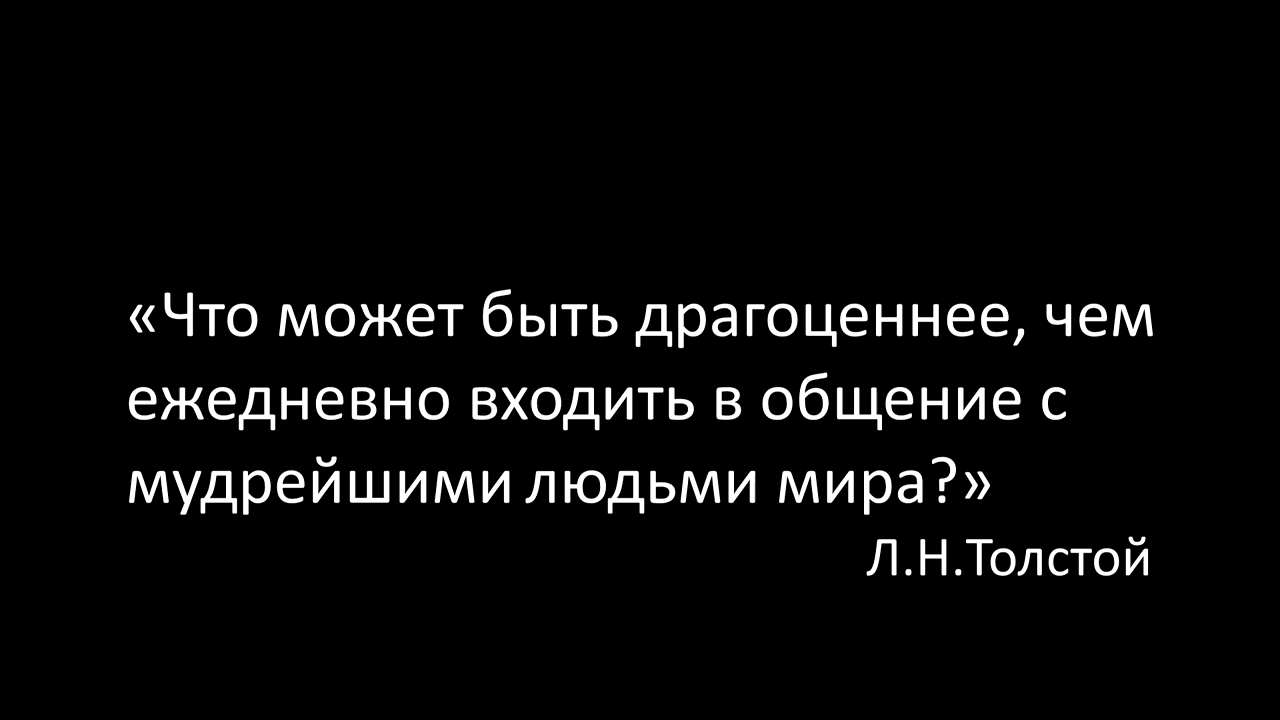 «Что может быть драгоценнее, чем
ежедневно входить в общение с
мудрейшими людьми мира?»
Л.Н.Толстой